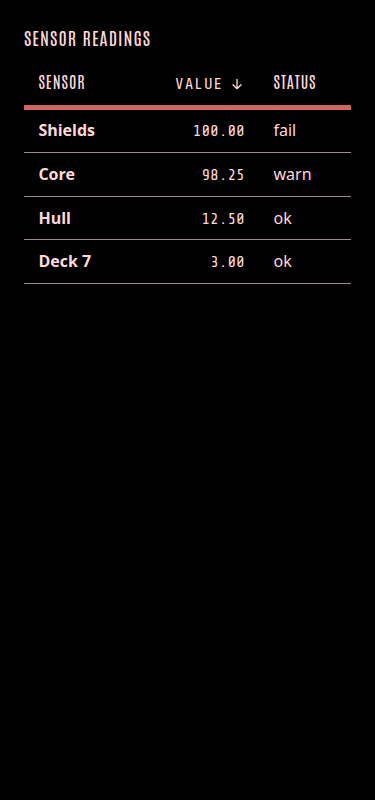 SENSOR READINGS
SENSOR VALUE ↓ STATUS
Shields 100.00 fail
Core 98.25 warn
Hull 12.50 ok
Deck 7 3.00 ok